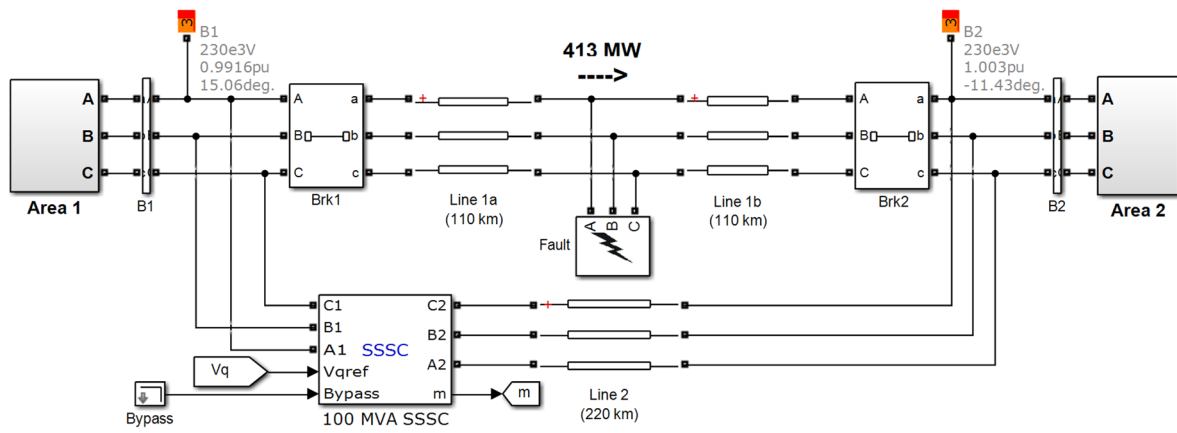 3
B1
230e3V
0.9916pu
15.06deg.
413 MW
---->
3
B2
230e3V
1.003pu
-11.43deg.
A
B
C
Area 1
B1
A
B
C
a
b
c
Brk1
+
Line 1a
(110 km)
A
B
C
Fault
+
Line 1b
(110 km)
A
B
C
a
b
c
Brk2
B2
A
B
C
Area 2
C1
B1
A1
SSSC
Vqref
Bypass
C2
B2
A2
m
100 MVA SSSC
Vq
Bypass
m
+
Line 2
(220 km)